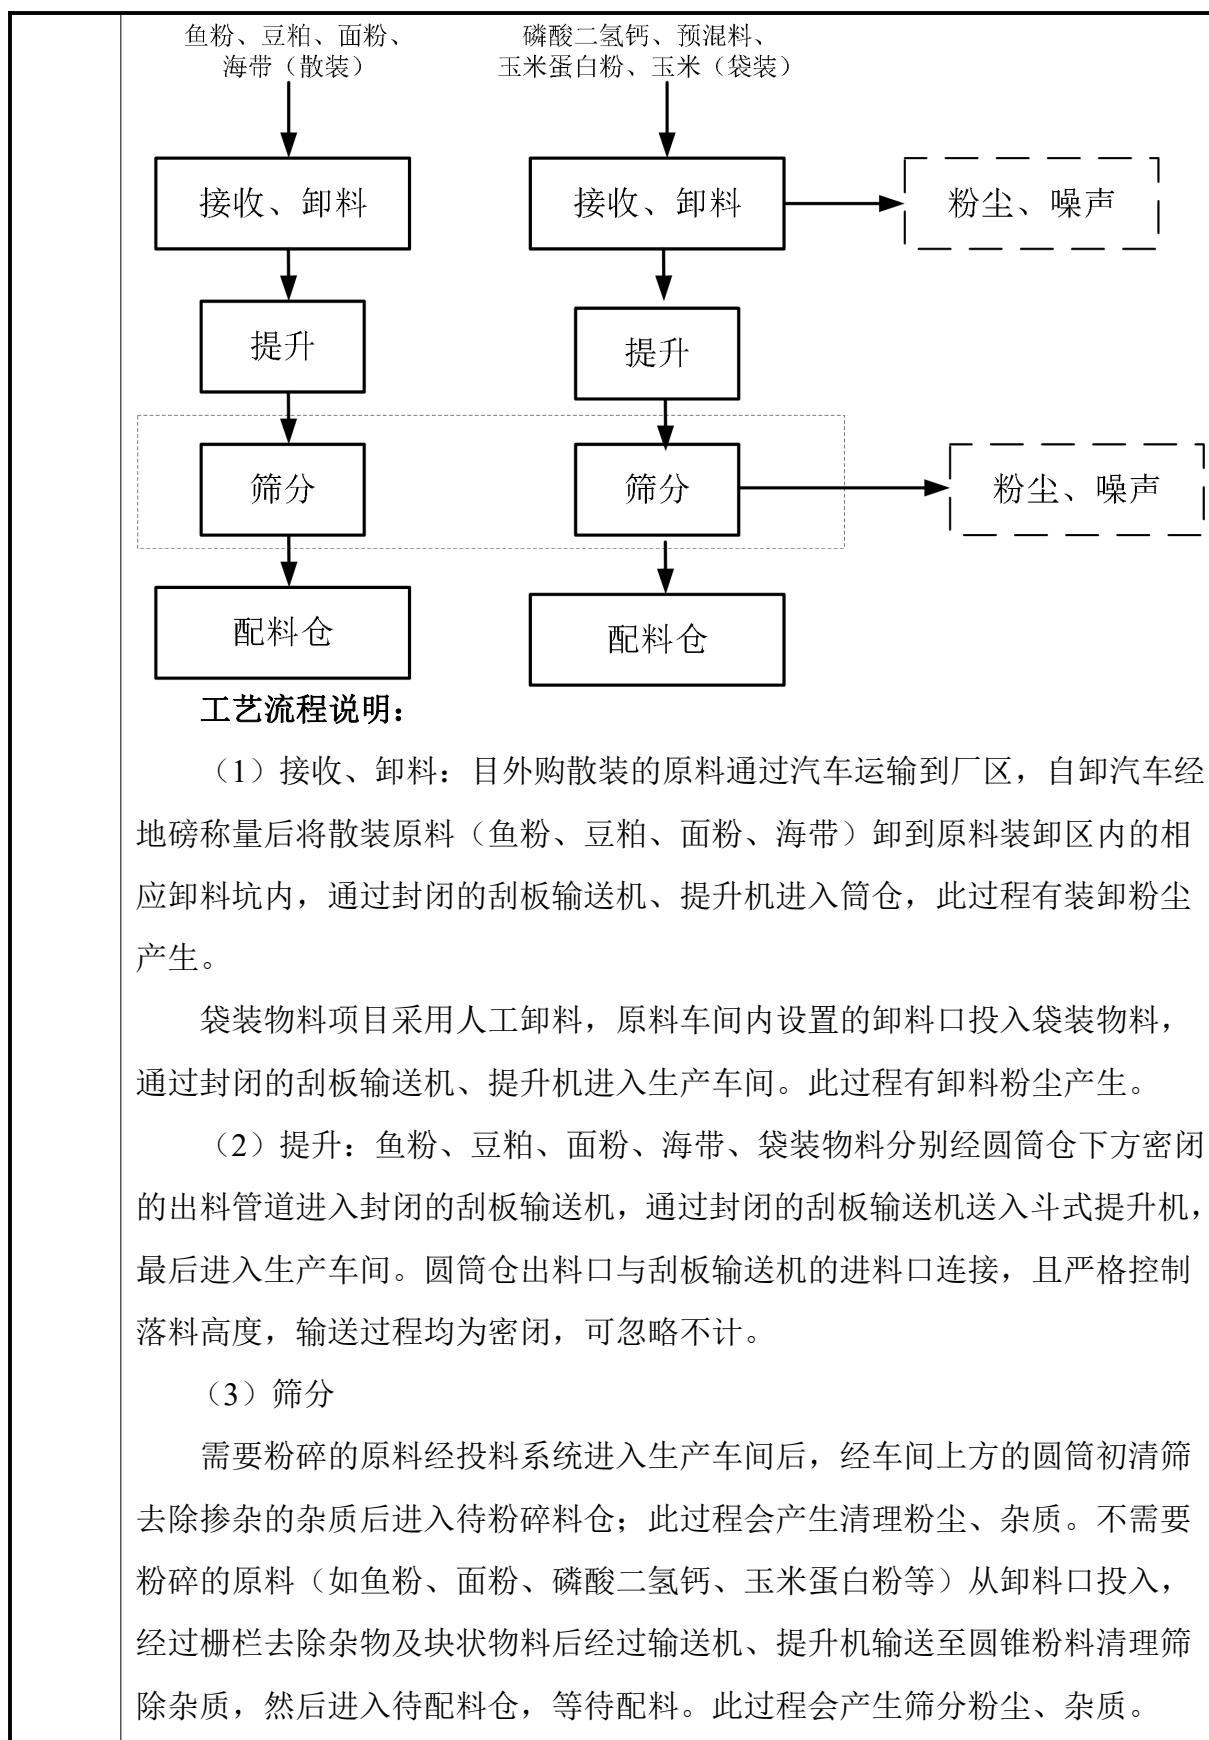 鱼粉、豆粕、面粉、
海带（散装）
磷酸二氢钙、预混料、
玉米蛋白粉、玉米（袋装）
接收、卸料
接收、卸料
粉尘、噪声
提升
提升
筛分
筛分
粉尘、噪声
配料仓
配料仓
工艺流程说明：
（1）接收、卸料：目外购散装的原料通过汽车运输到厂区，自卸汽车经
地磅称量后将散装原料（鱼粉、豆粕、面粉、海带）卸到原料装卸区内的相
应卸料坑内，通过封闭的刮板输送机、提升机进入筒仓，此过程有装卸粉尘
产生。
袋装物料项目采用人工卸料，原料车间内设置的卸料口投入袋装物料，
通过封闭的刮板输送机、提升机进入生产车间。此过程有卸料粉尘产生。
（2）提升：鱼粉、豆粕、面粉、海带、袋装物料分别经圆筒仓下方密闭
的出料管道进入封闭的刮板输送机，通过封闭的刮板输送机送入斗式提升机，
最后进入生产车间。圆筒仓出料口与刮板输送机的进料口连接，且严格控制
落料高度，输送过程均为密闭，可忽略不计。
（3）筛分
需要粉碎的原料经投料系统进入生产车间后，经车间上方的圆筒初清筛
去除掺杂的杂质后进入待粉碎料仓；此过程会产生清理粉尘、杂质。不需要
粉碎的原料（如鱼粉、面粉、磷酸二氢钙、玉米蛋白粉等）从卸料口投入，
经过栅栏去除杂物及块状物料后经过输送机、提升机输送至圆锥粉料清理筛
除杂质，然后进入待配料仓，等待配料。此过程会产生筛分粉尘、杂质。